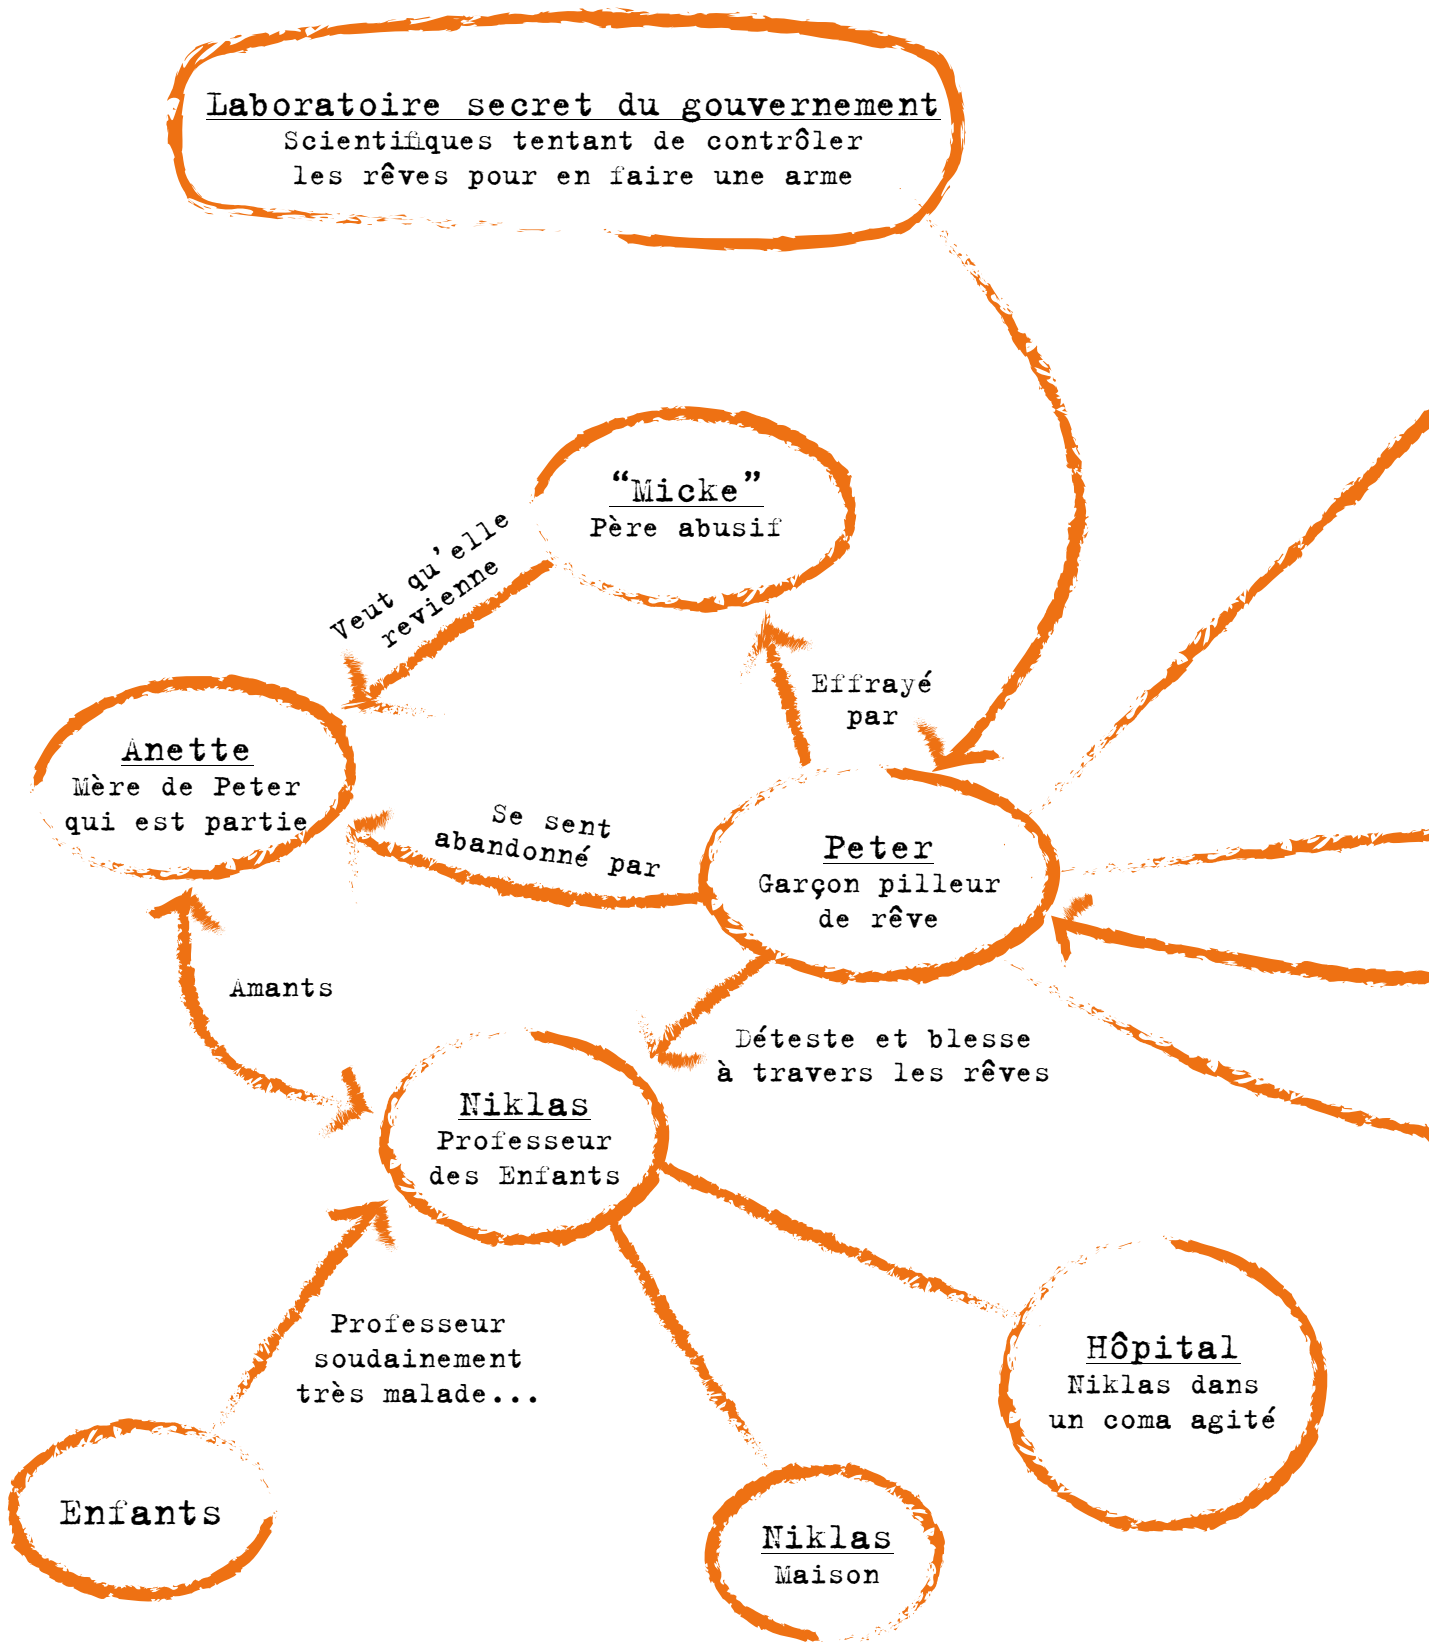 Laboratoire secret du gouvernement
Scientifiques tentant de contrôler
les rêves pour en faire une arme
“Micke”
Père abusif
Veut qu’elle
revienne
Effrayé
par
Anette
Mère de Peter
qui est partie
Se sent
abandonné par
Peter
Garçon pilleur
de rêve
Amants
Déteste et blesse
à travers les rêves
Niklas
Professeur
des Enfants
Professeur
soudainement
très malade...
Hôpital
Niklas dans
un coma agité
Enfants
Niklas
Maison